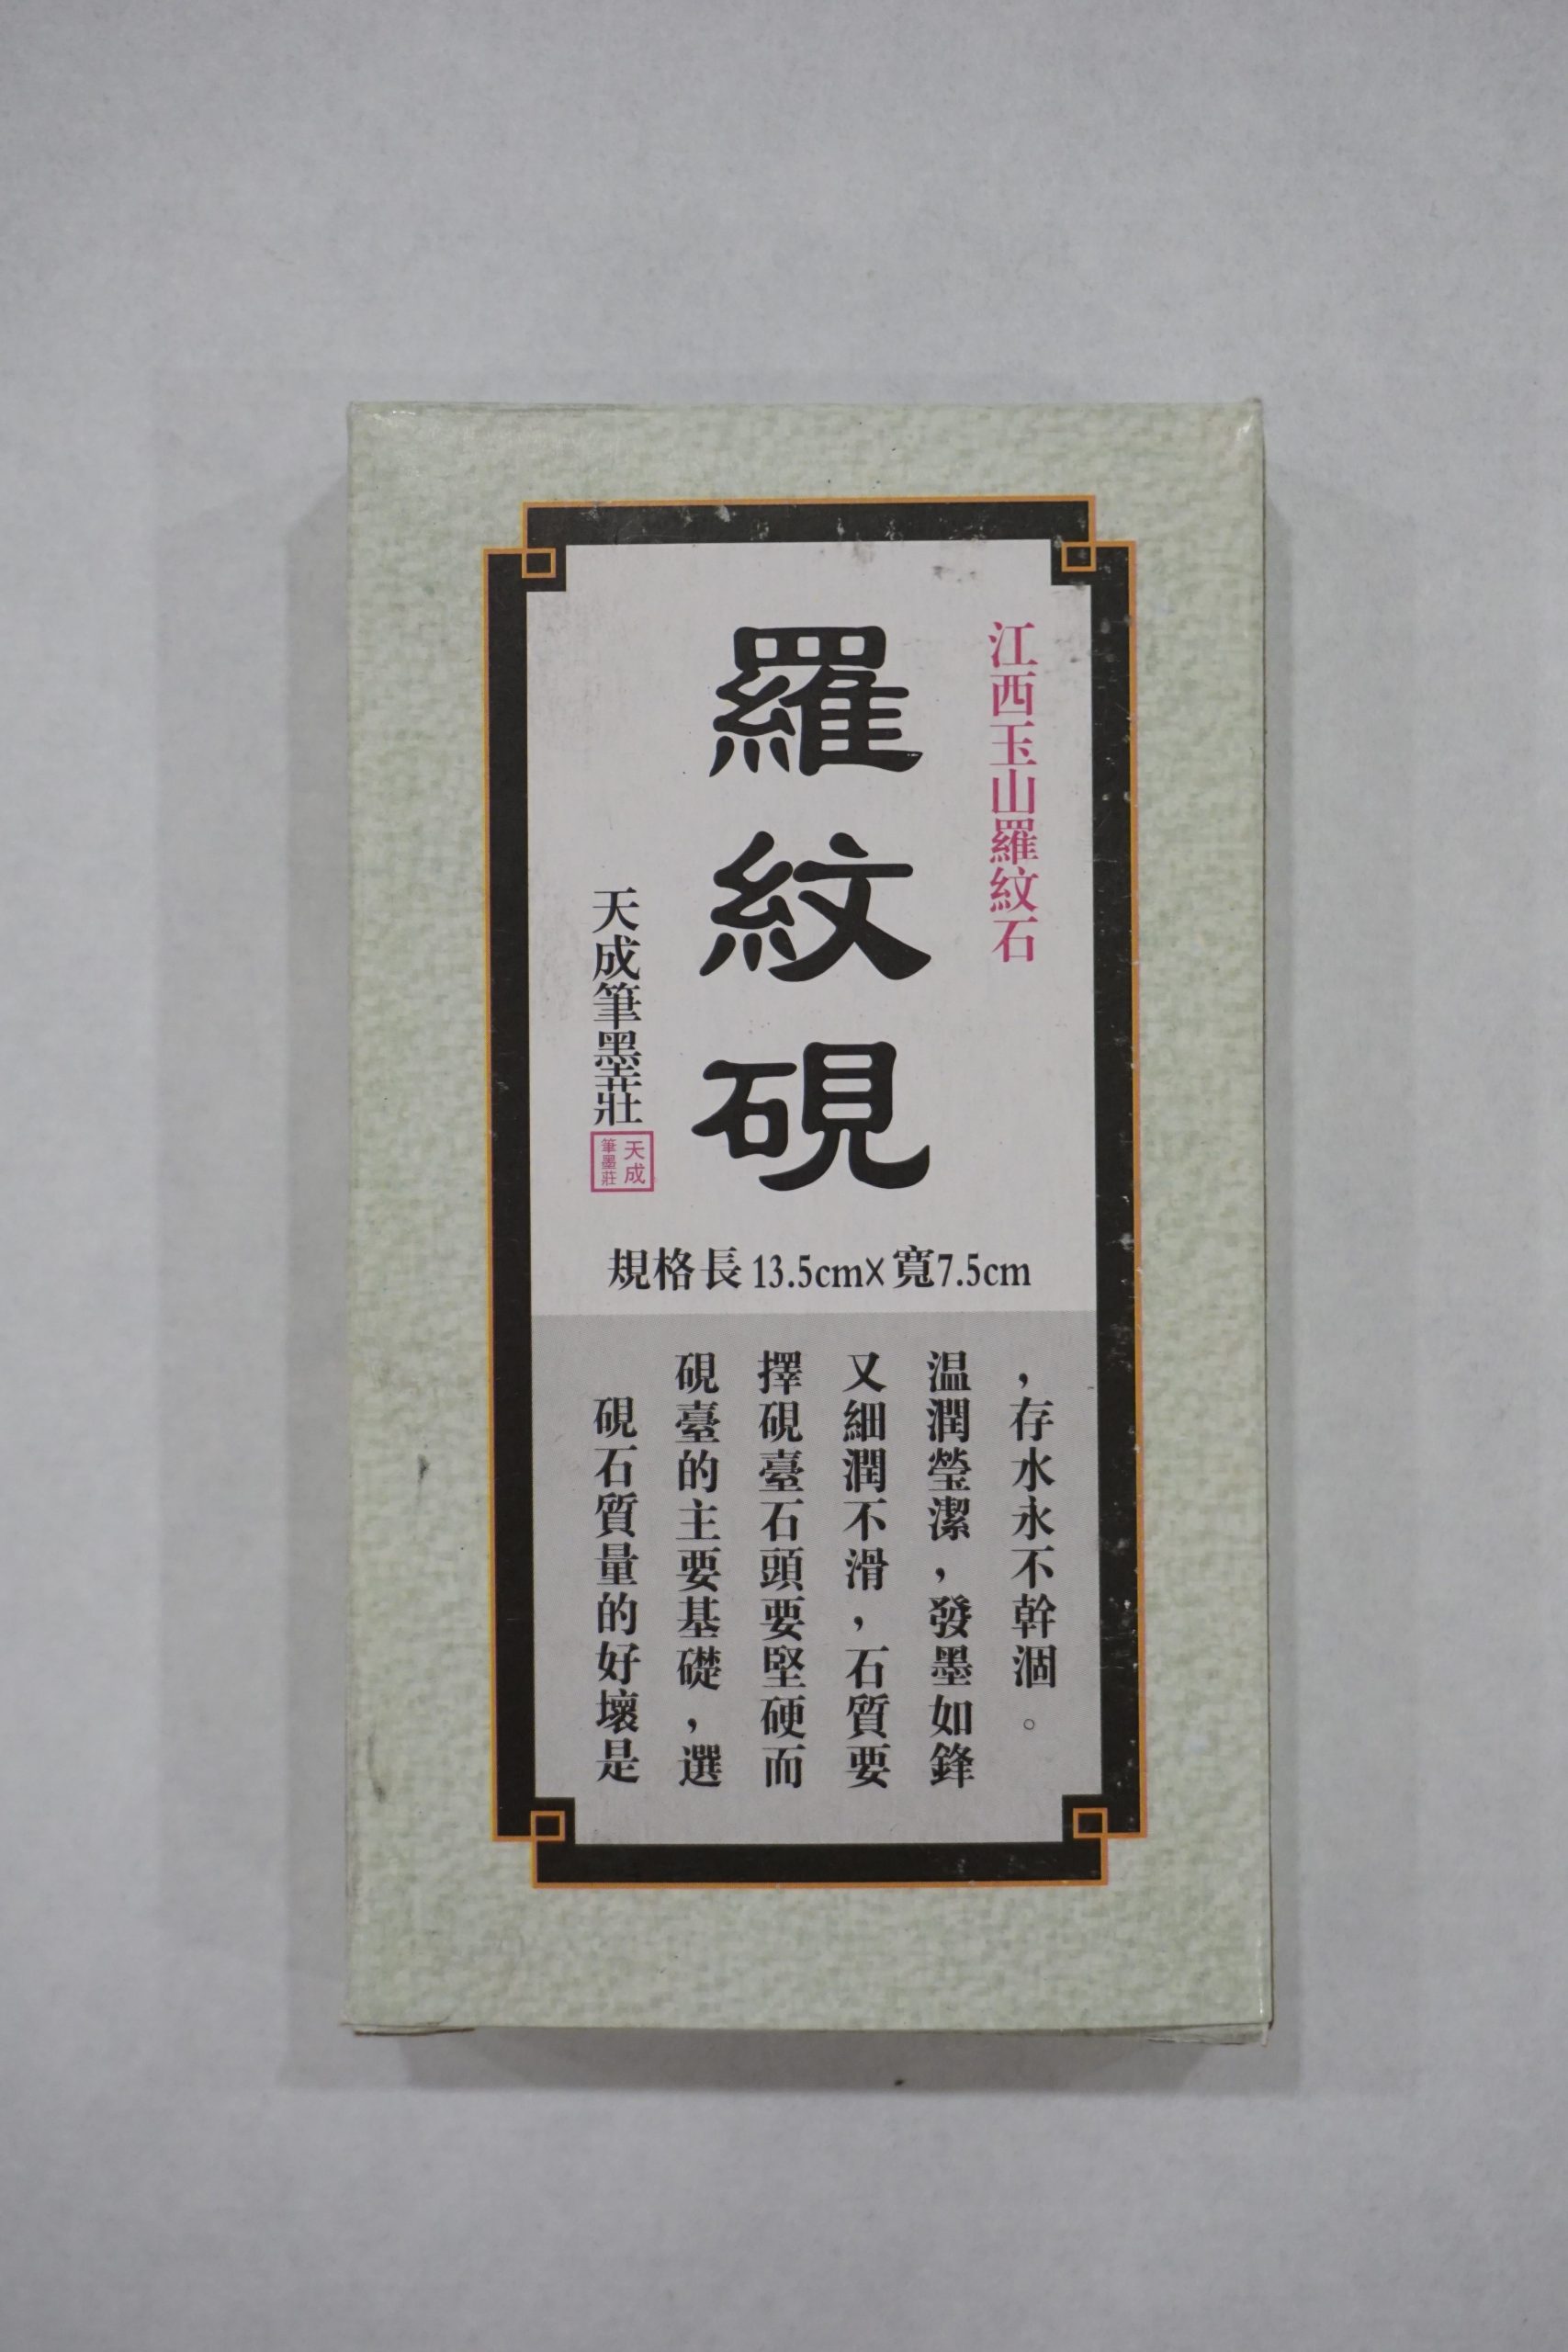 江西玉山羅紋石
羅紋硯
天成筆墨莊
天成
筆墨莊
規格長13.5cm×寬7.5cm
硯石質量的好壞是
硯臺的主要基礎，選
擇硯臺石頭要堅硬而
又細潤不滑，石質要
温潤瑩潔，發墨如鋒
，存水永不幹涸。